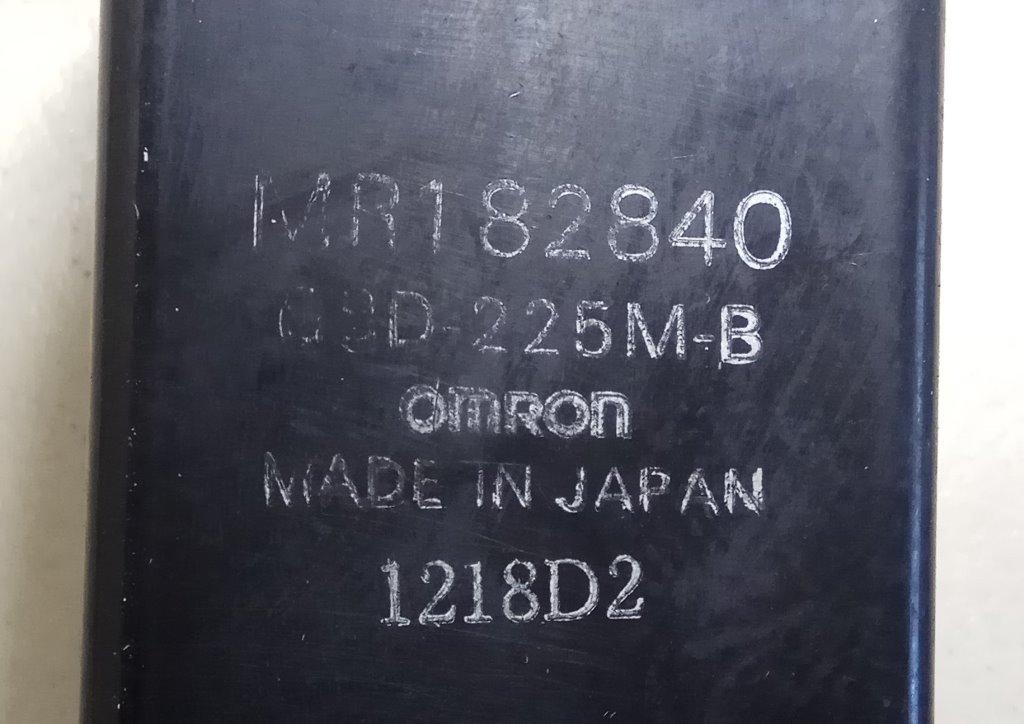 MR182840
G8D-225M-B
omron
MADE IN JAPAN
1218D2